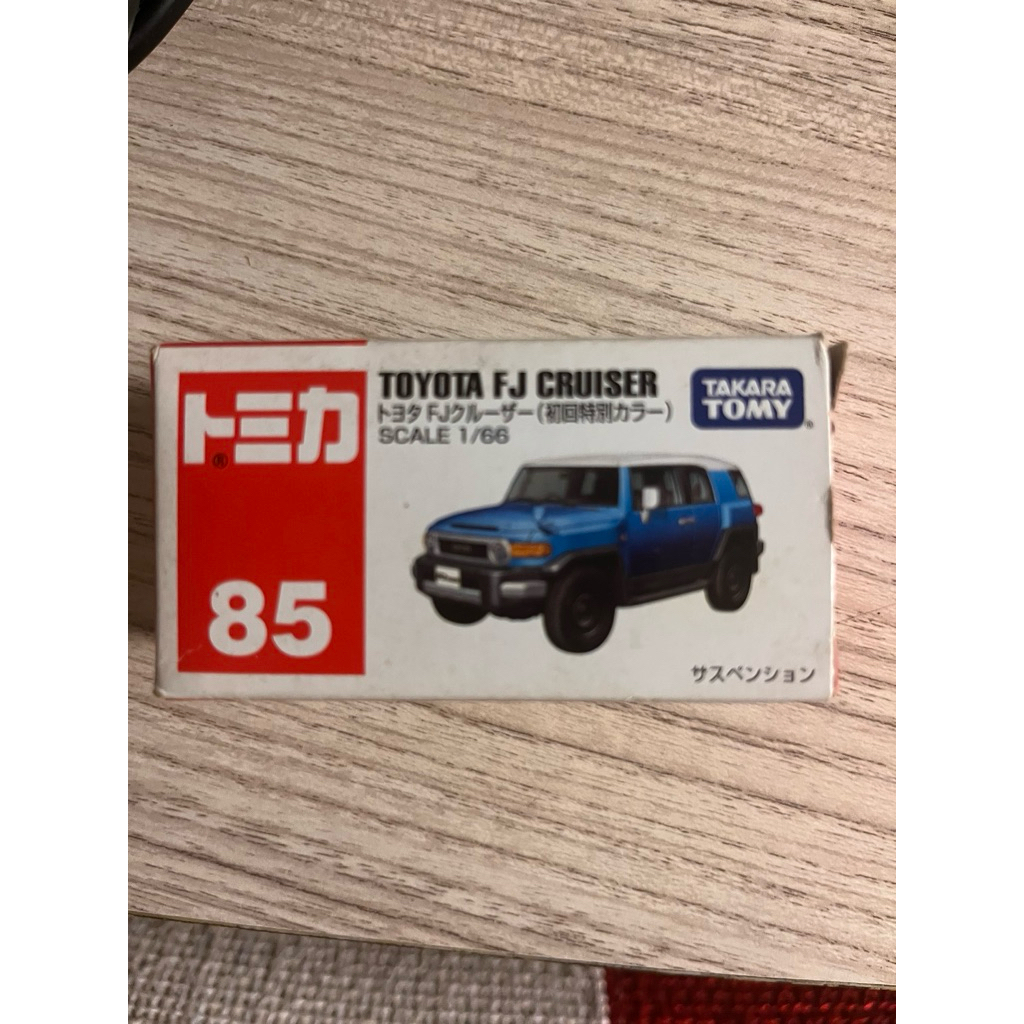 トミカ
®
85
TOYOTA FJ CRUISER
トヨタ FJクルーザー(初回特別カラー)
SCALE 1/66
TAKARA
TOMY®
サスペンション